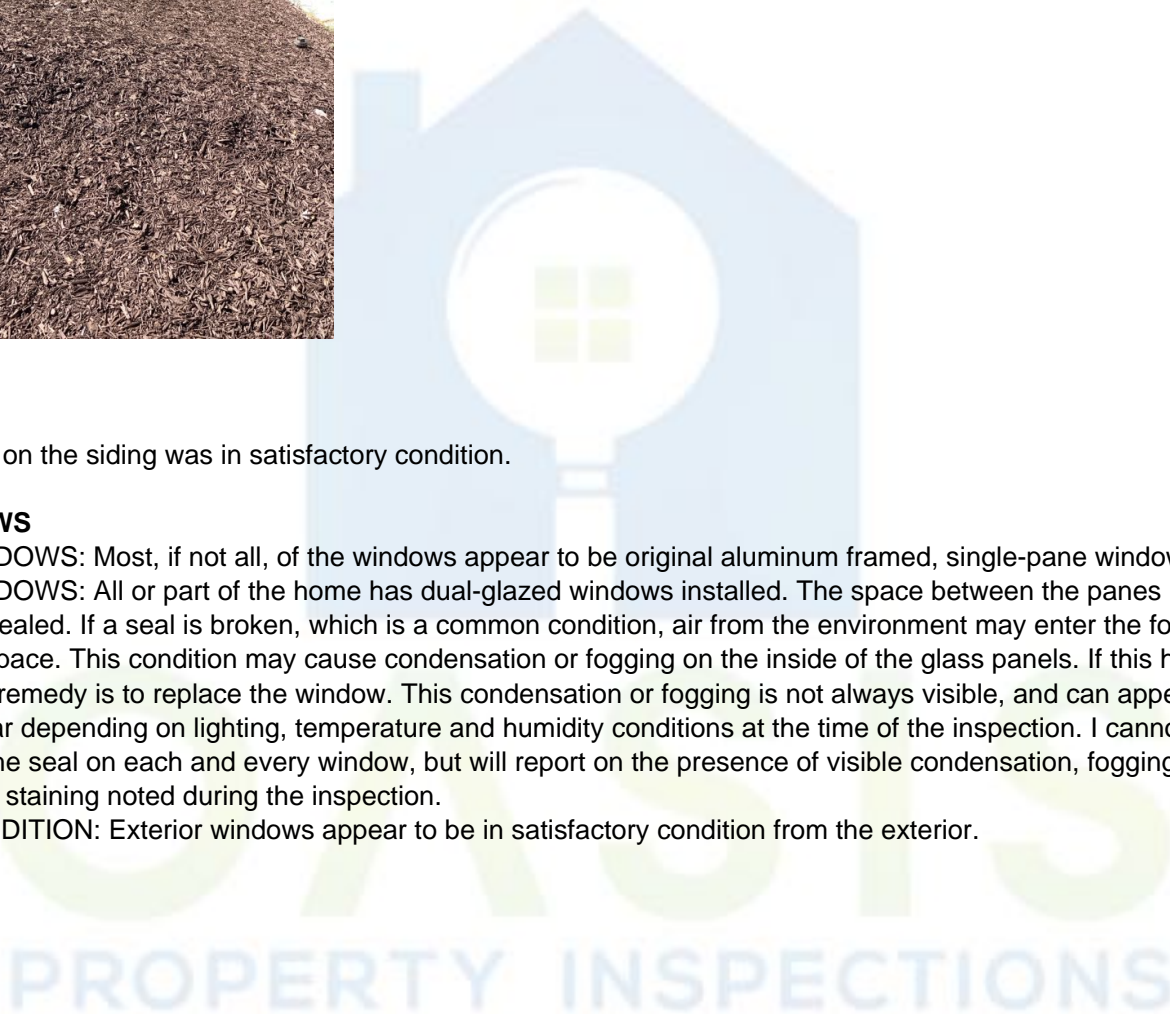 on the siding was in satisfactory condition.
WS
DOWS: Most, if not all, of the windows appear to be original aluminum framed, single-pane window
DOWS: All or part of the home has dual-glazed windows installed. The space between the panes
ealed. If a seal is broken, which is a common condition, air from the environment may enter the fo
pace. This condition may cause condensation or fogging on the inside of the glass panels. If this h
remedy is to replace the window. This condensation or fogging is not always visible, and can appe
ar depending on lighting, temperature and humidity conditions at the time of the inspection. I canno
he seal on each and every window, but will report on the presence of visible condensation, fogging
staining noted during the inspection.
DITION: Exterior windows appear to be in satisfactory condition from the exterior.
OASIS
PROPERTY INSPECTIONS